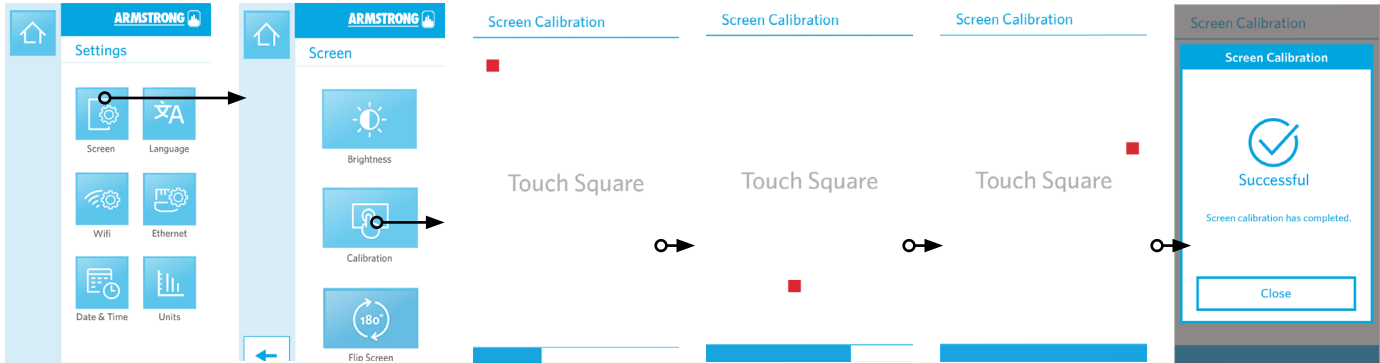 ARMSTRONG
Settings
Screen
Language
文A
Wifi
Ethernet
Date & Time
Units
ARMSTRONG
Screen
Brightness
Calibration
180°
Flip Screen
Screen Calibration
Touch Square
Screen Calibration
Touch Square
Screen Calibration
Touch Square
Screen Calibration
Screen Calibration
Successful
Screen calibration has completed.
Close